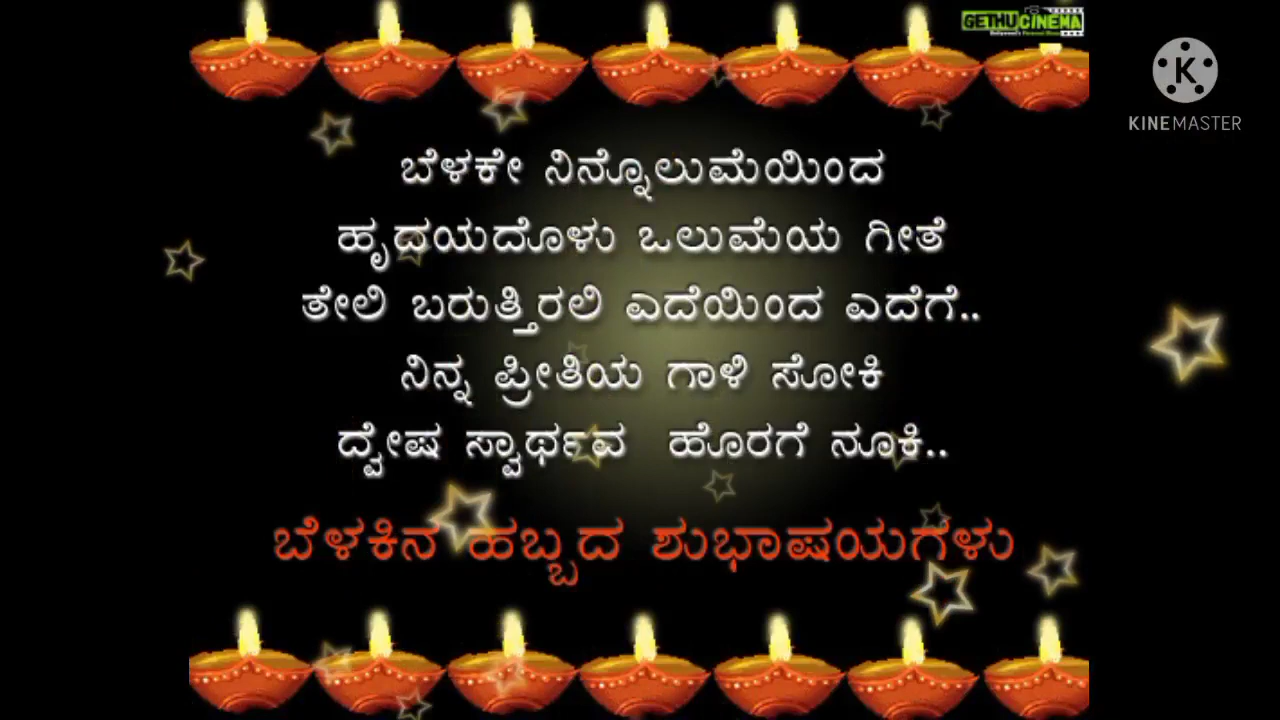 GETHU CINEMA
KINEMASTER
ಬೆಳಕೇ ನಿನ್ನೊಲುಮೆಯಿಂದ
ಹೃದಯದೊಳು ಒಲುಮೆಯ ಗೀತೆ
ತೇಲಿ ಬರುತ್ತಿರಲಿ ಎದೆಯಿಂದ ಎದೆಗೆ..
ನಿನ್ನ ಪ್ರೀತಿಯ ಗಾಳಿ ಸೋಕಿ
ದ್ವೇಷ ಸ್ವಾರ್ಥವ ಹೊರಗೆ ನೂಕಿ..
ಬೆಳಕಿನ ಹಬ್ಬದ ಶುಭಾಷಯಗಳು